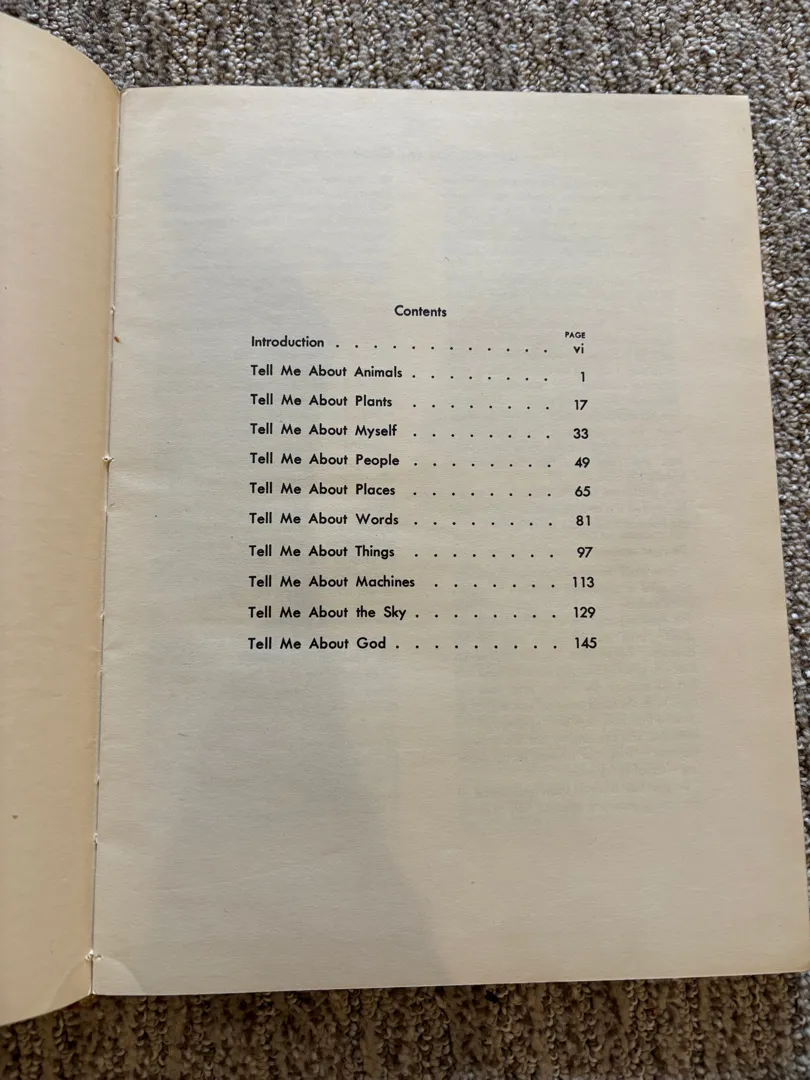 Contents
PAGE
Introduction . . . . . . . . . . . . vi
Tell Me About Animals . . . . . . . . 1
Tell Me About Plants . . . . . . . . 17
Tell Me About Myself . . . . . . . . 33
Tell Me About People . . . . . . . . 49
Tell Me About Places . . . . . . . . 65
Tell Me About Words . . . . . . . . 81
Tell Me About Things . . . . . . . . 97
Tell Me About Machines . . . . . . . 113
Tell Me About the Sky . . . . . . . . 129
Tell Me About God . . . . . . . . . 145